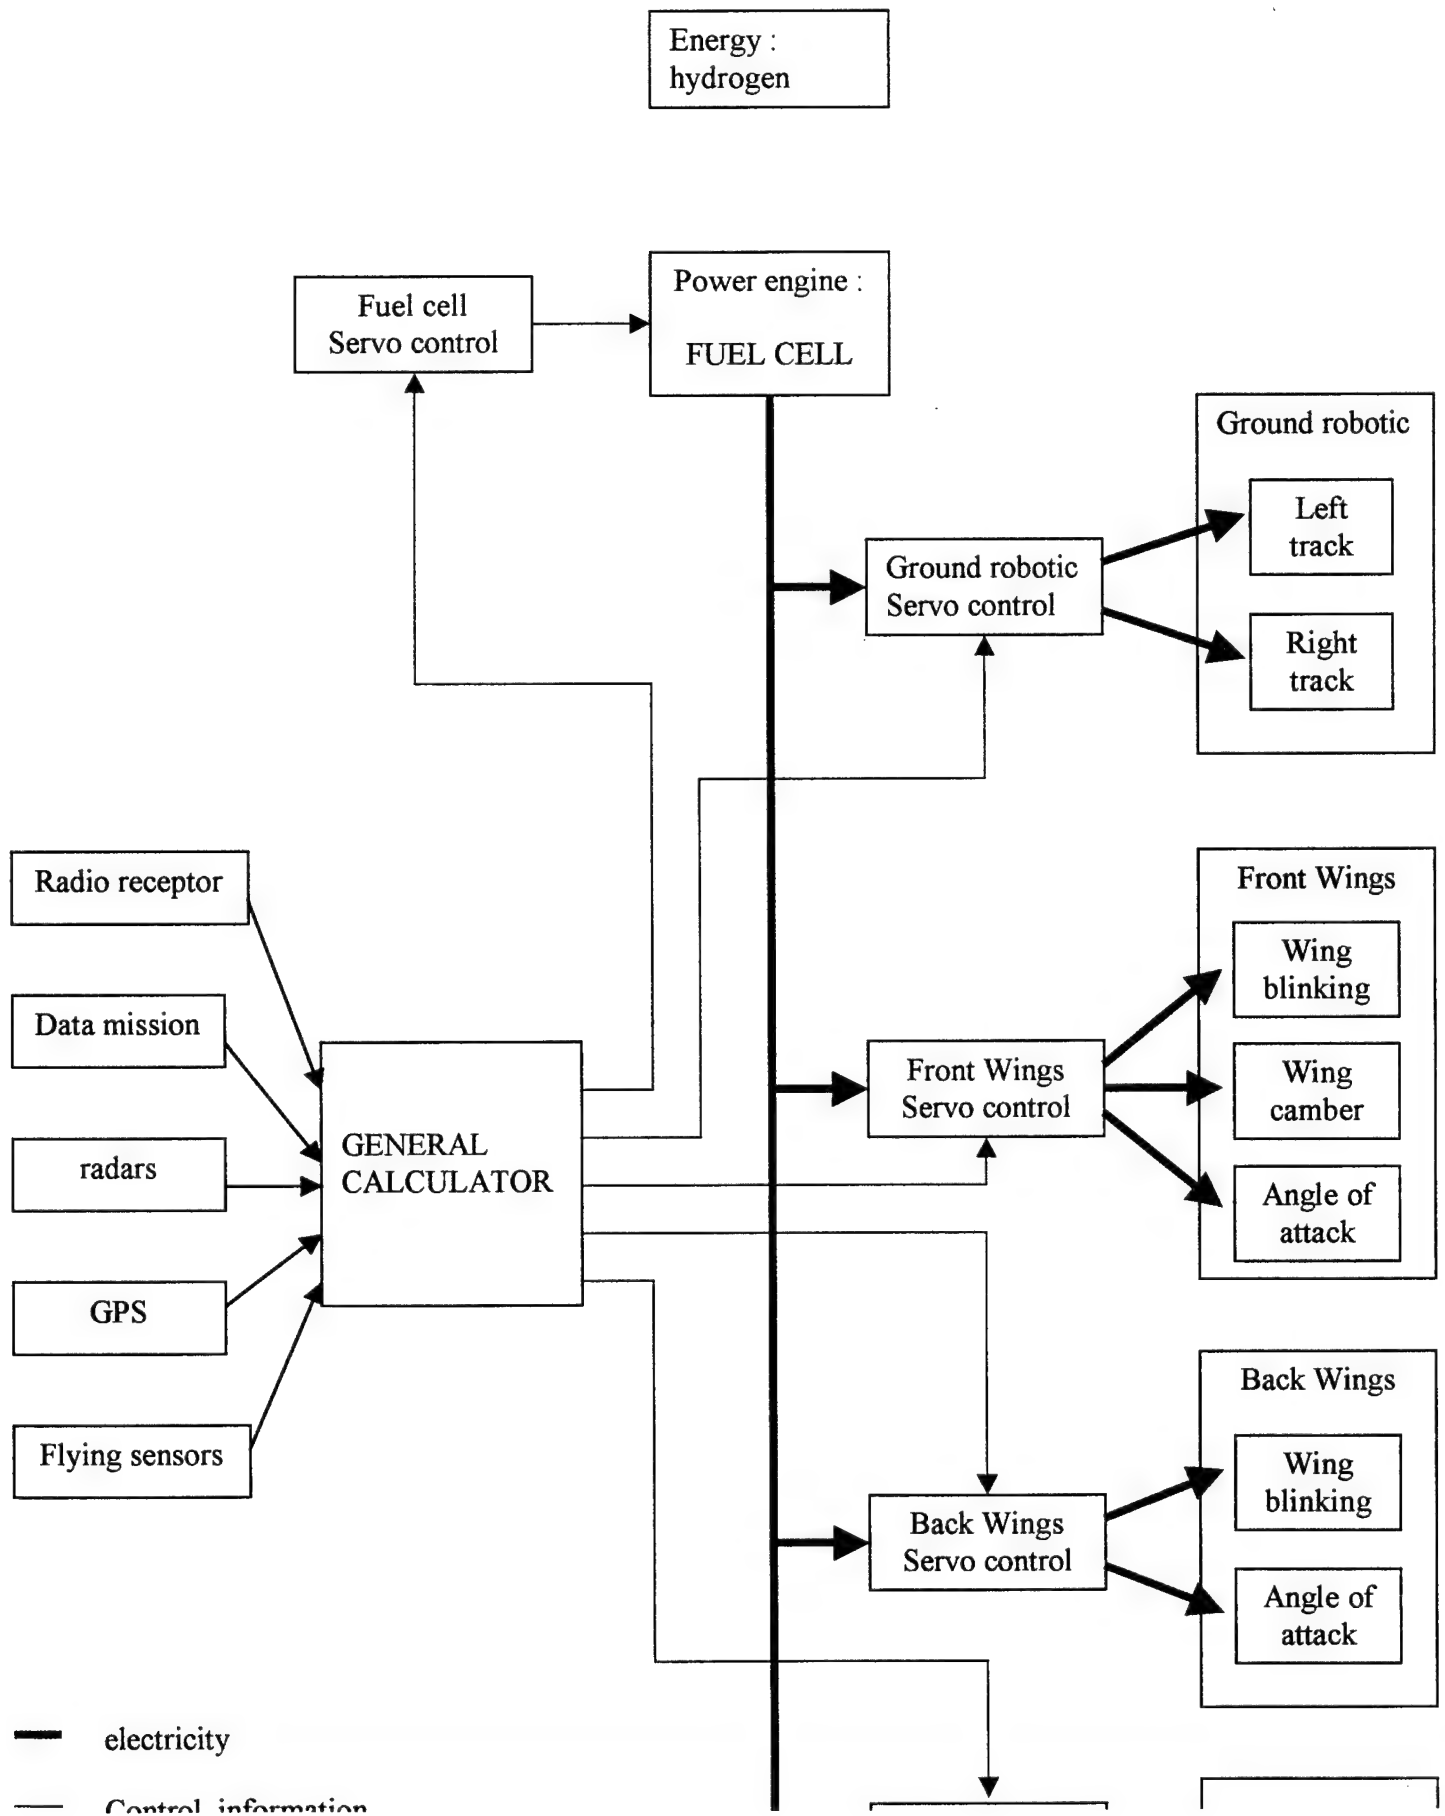 Energy :
hydrogen
Fuel cell
Servo control
Power engine :
FUEL CELL
Ground robotic
Left
track
Right
track
Ground robotic
Servo control
Radio receptor
Data mission
radars
GPS
Flying sensors
GENERAL
CALCULATOR
Front Wings
Servo control
Front Wings
Wing
blinking
Wing
camber
Angle of
attack
Back Wings
Servo control
Back Wings
Wing
blinking
Angle of
attack
electricity
Control information